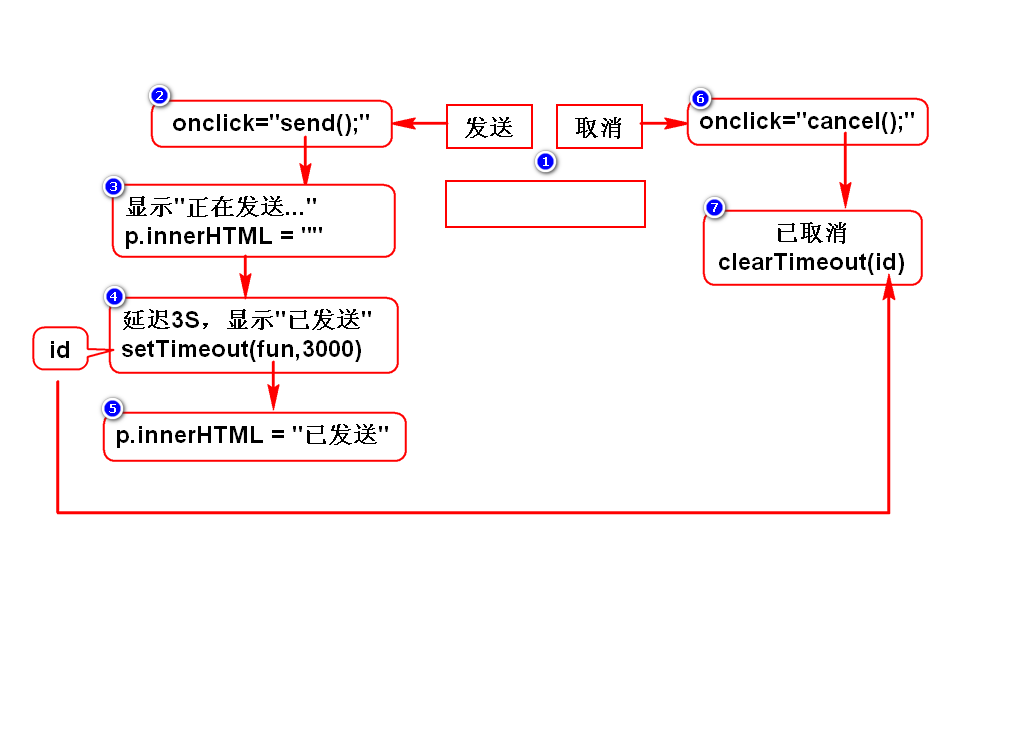 2
onclick="send();"
发送
取消
6
onclick="cancel();"
1
3
显示"正在发送..."
p.innerHTML = ""
7
已取消
clearTimeout(id)
4
延迟3S，显示"已发送"
setTimeout(fun,3000)
id
5
p.innerHTML = "已发送"